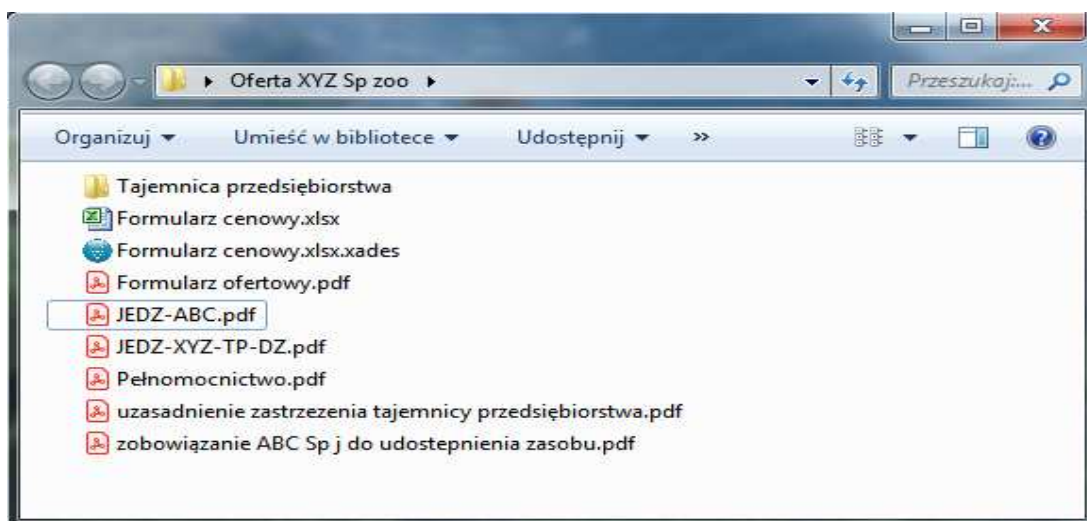 Oferta XYZ Sp zoo
Przeszukaj:...
Organizuj Umieść w bibliotece Udostępnij »
Tajemnica przedsiębiorstwa
Formularz cenowy.xlsx
Formularz cenowy.xlsx.xades
Formularz ofertowy.pdf
JEDZ-ABC.pdf
JEDZ-XYZ-TP-DZ.pdf
Pełnomocnictwo.pdf
uzasadnienie zastrzezenia tajemnicy przedsiębiorstwa.pdf
zobowiązanie ABC Sp j do udostepnienia zasobu.pdf